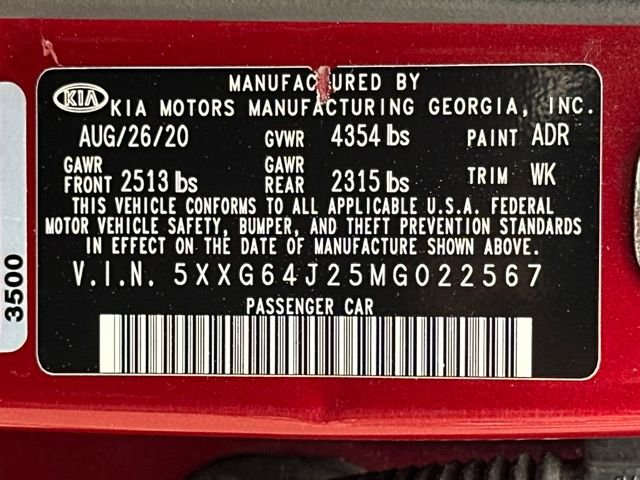 MANUFACTURED BY
KIA KIA MOTORS MANUFACTURING GEORGIA, INC.
AUG/26/20 GVWR 4354 lbs PAINT ADR
GAWR FRONT 2513 lbs GAWR REAR 2315 lbs TRIM WK
THIS VEHICLE CONFORMS TO ALL APPLICABLE U.S.A. FEDERAL
MOTOR VEHICLE SAFETY, BUMPER, AND THEFT PREVENTION STANDARDS
IN EFFECT ON THE DATE OF MANUFACTURE SHOWN ABOVE.
V.I.N. 5XXG64J25MG022567
PASSENGER CAR
3500